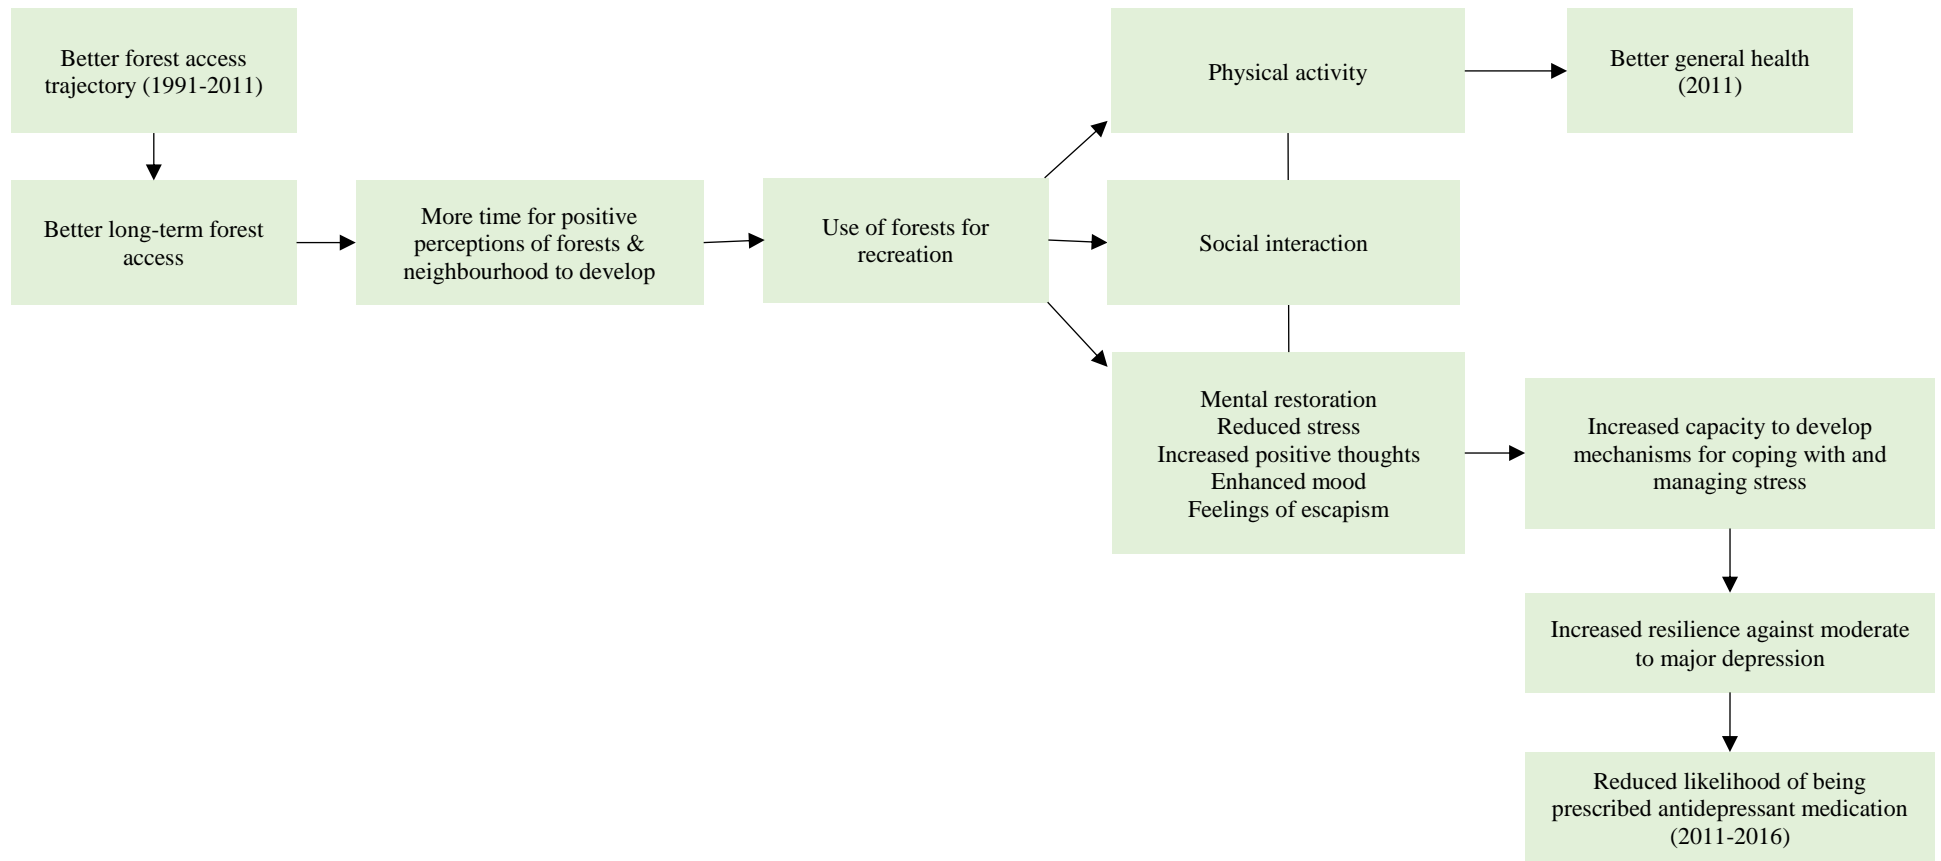 Better forest access
trajectory (1991-2011)
Better long-term forest
access
More time for positive
perceptions of forests &
neighbourhood to develop
Use of forests for
recreation
Physical activity
Better general health
(2011)
Social interaction
Mental restoration
Reduced stress
Increased positive thoughts
Enhanced mood
Feelings of escapism
Increased capacity to develop
mechanisms for coping with and
managing stress
Increased resilience against moderate
to major depression
Reduced likelihood of being
prescribed antidepressant medication
(2011-2016)